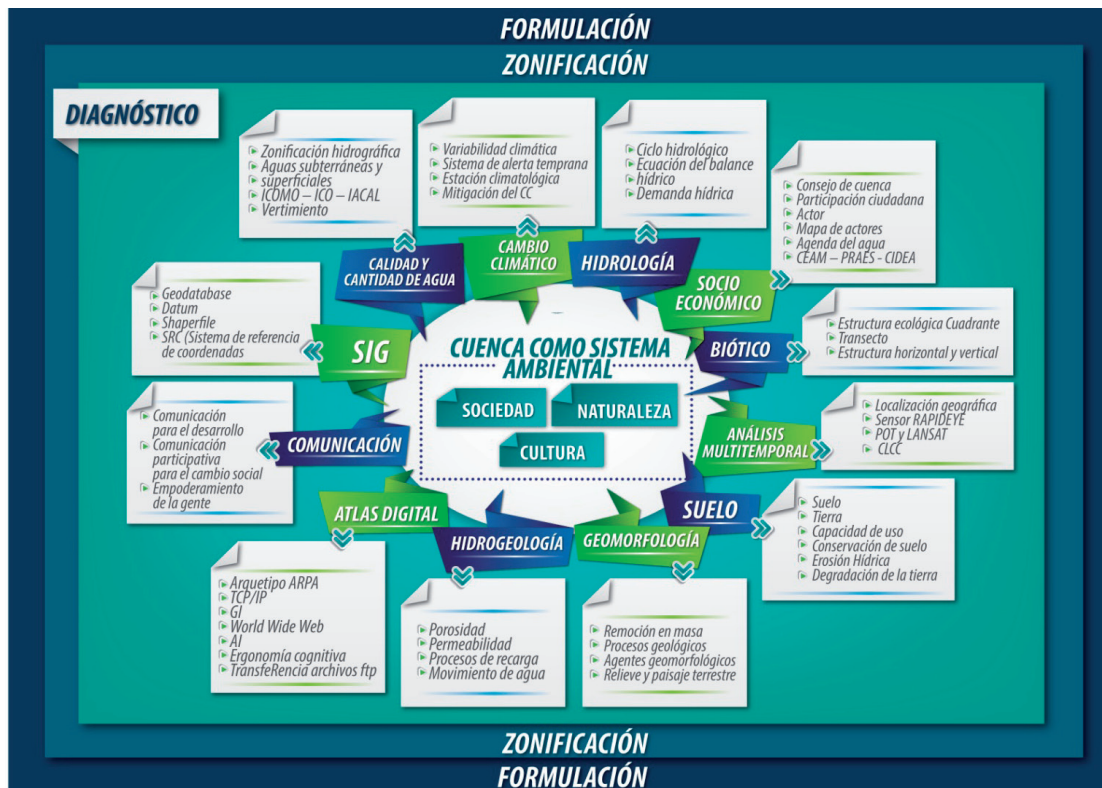 FORMULACIÓN
ZONIFICACIÓN
DIAGNÓSTICO
Zonificación hidrográfica
Aguas subterráneas y
superficiales
ICOMO – ICO – IACAL
Vertimiento
CALIDAD Y
CANTIDAD DE AGUA
Variabilidad climática
Sistema de alerta temprana
Estación climatológica
Mitigación del CC
CAMBIO
CLIMÁTICO
Ciclo hidrológico
Ecuación del balance
hídrico
Demanda hídrica
HIDROLOGÍA
Consejo de cuenca
Participación ciudadana
Actor
Mapa de actores
Agenda del agua
CEAM – PRAES - CIDEA
SOCIO
ECONÓMICO
Geodatabase
Datum
Shaperfile
SRC (Sistema de referencia
de coordenadas
SIG
Estructura ecológica Cuadrante
Transecto
Estructura horizontal y vertical
BIÓTICO
CUENCA COMO SISTEMA
AMBIENTAL
SOCIEDAD
NATURALEZA
CULTURA
Comunicación
para el desarrollo
Comunicación
participativa
para el cambio social
Empoderamiento
de la gente
COMUNICACIÓN
Localización geográfica
Sensor RAPIDEYE
POT y LANSAT
CLCC
ANÁLISIS
MULTITEMPORAL
Suelo
Tierra
Capacidad de uso
Conservación de suelo
Erosión Hídrica
Degradación de la tierra
SUELO
ATLAS DIGITAL
Arquetipo ARPA
TCP/IP
GI
World Wide Web
AI
Ergonomía cognitiva
TransfeRencia archivos ftp
HIDROGEOLOGÍA
Porosidad
Permeabilidad
Procesos de recarga
Movimiento de agua
GEOMORFOLOGÍA
Remoción en masa
Procesos geológicos
Agentes geomorfológicos
Relieve y paisaje terrestre
ZONIFICACIÓN
FORMULACIÓN